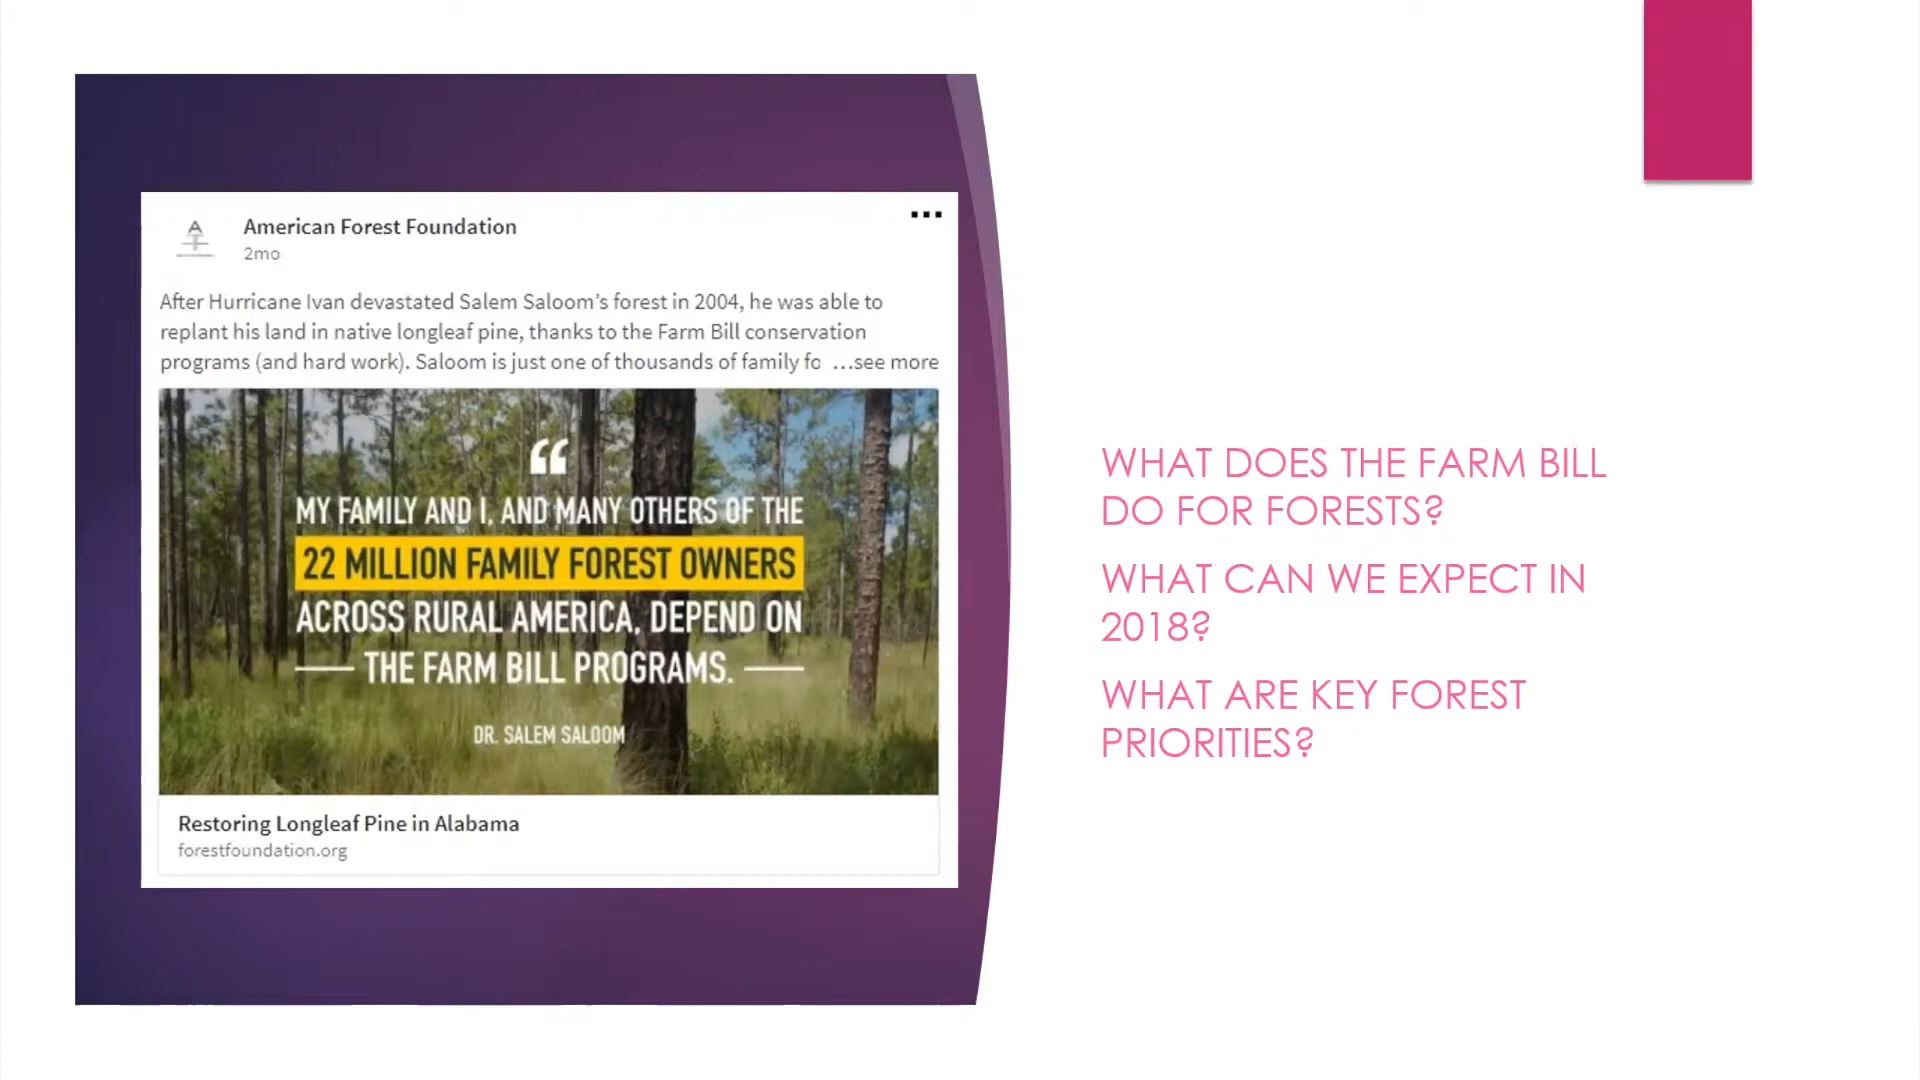 American Forest Foundation
2mo
After Hurricane Ivan devastated Salem Saloom’s forest in 2004, he was able to
replant his land in native longleaf pine, thanks to the Farm Bill conservation
programs (and hard work). Saloom is just one of thousands of family fo ...see more
“
MY FAMILY AND I, AND MANY OTHERS OF THE
22 MILLION FAMILY FOREST OWNERS
ACROSS RURAL AMERICA, DEPEND ON
THE FARM BILL PROGRAMS.
DR. SALEM SALOOM
Restoring Longleaf Pine in Alabama
forestfoundation.org
WHAT DOES THE FARM BILL
DO FOR FORESTS?
WHAT CAN WE EXPECT IN
2018?
WHAT ARE KEY FOREST
PRIORITIES?